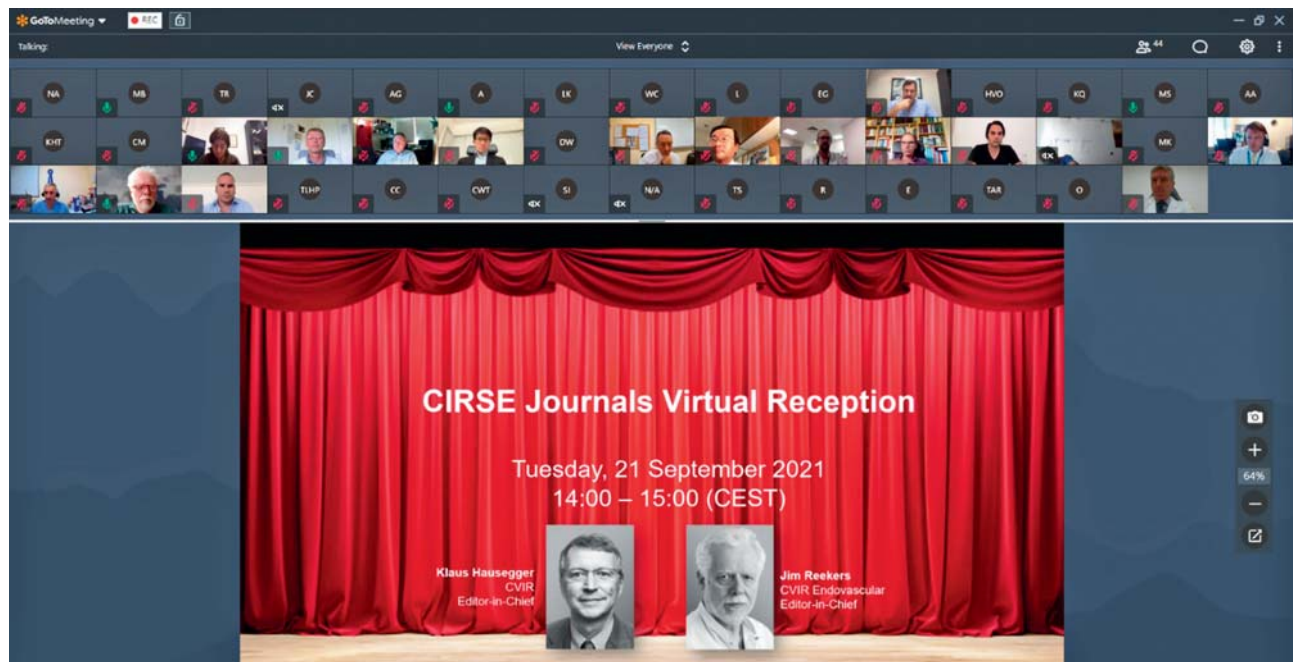 GoToMeeting
REC
Talking:
View Everyone
44
NA MB TB JC AG A LK WC L EG HVO KQ MS AA
KHT CM DW MK
TLHP CC CWT SI N/A TS R E TAR O
CIRSE Journals Virtual Reception
Tuesday, 21 September 2021
14:00 – 15:00 (CEST)
Klaus Hausegger
CVIR
Editor-in-Chief
Jim Reekers
CVIR Endovascular
Editor-in-Chief
64%